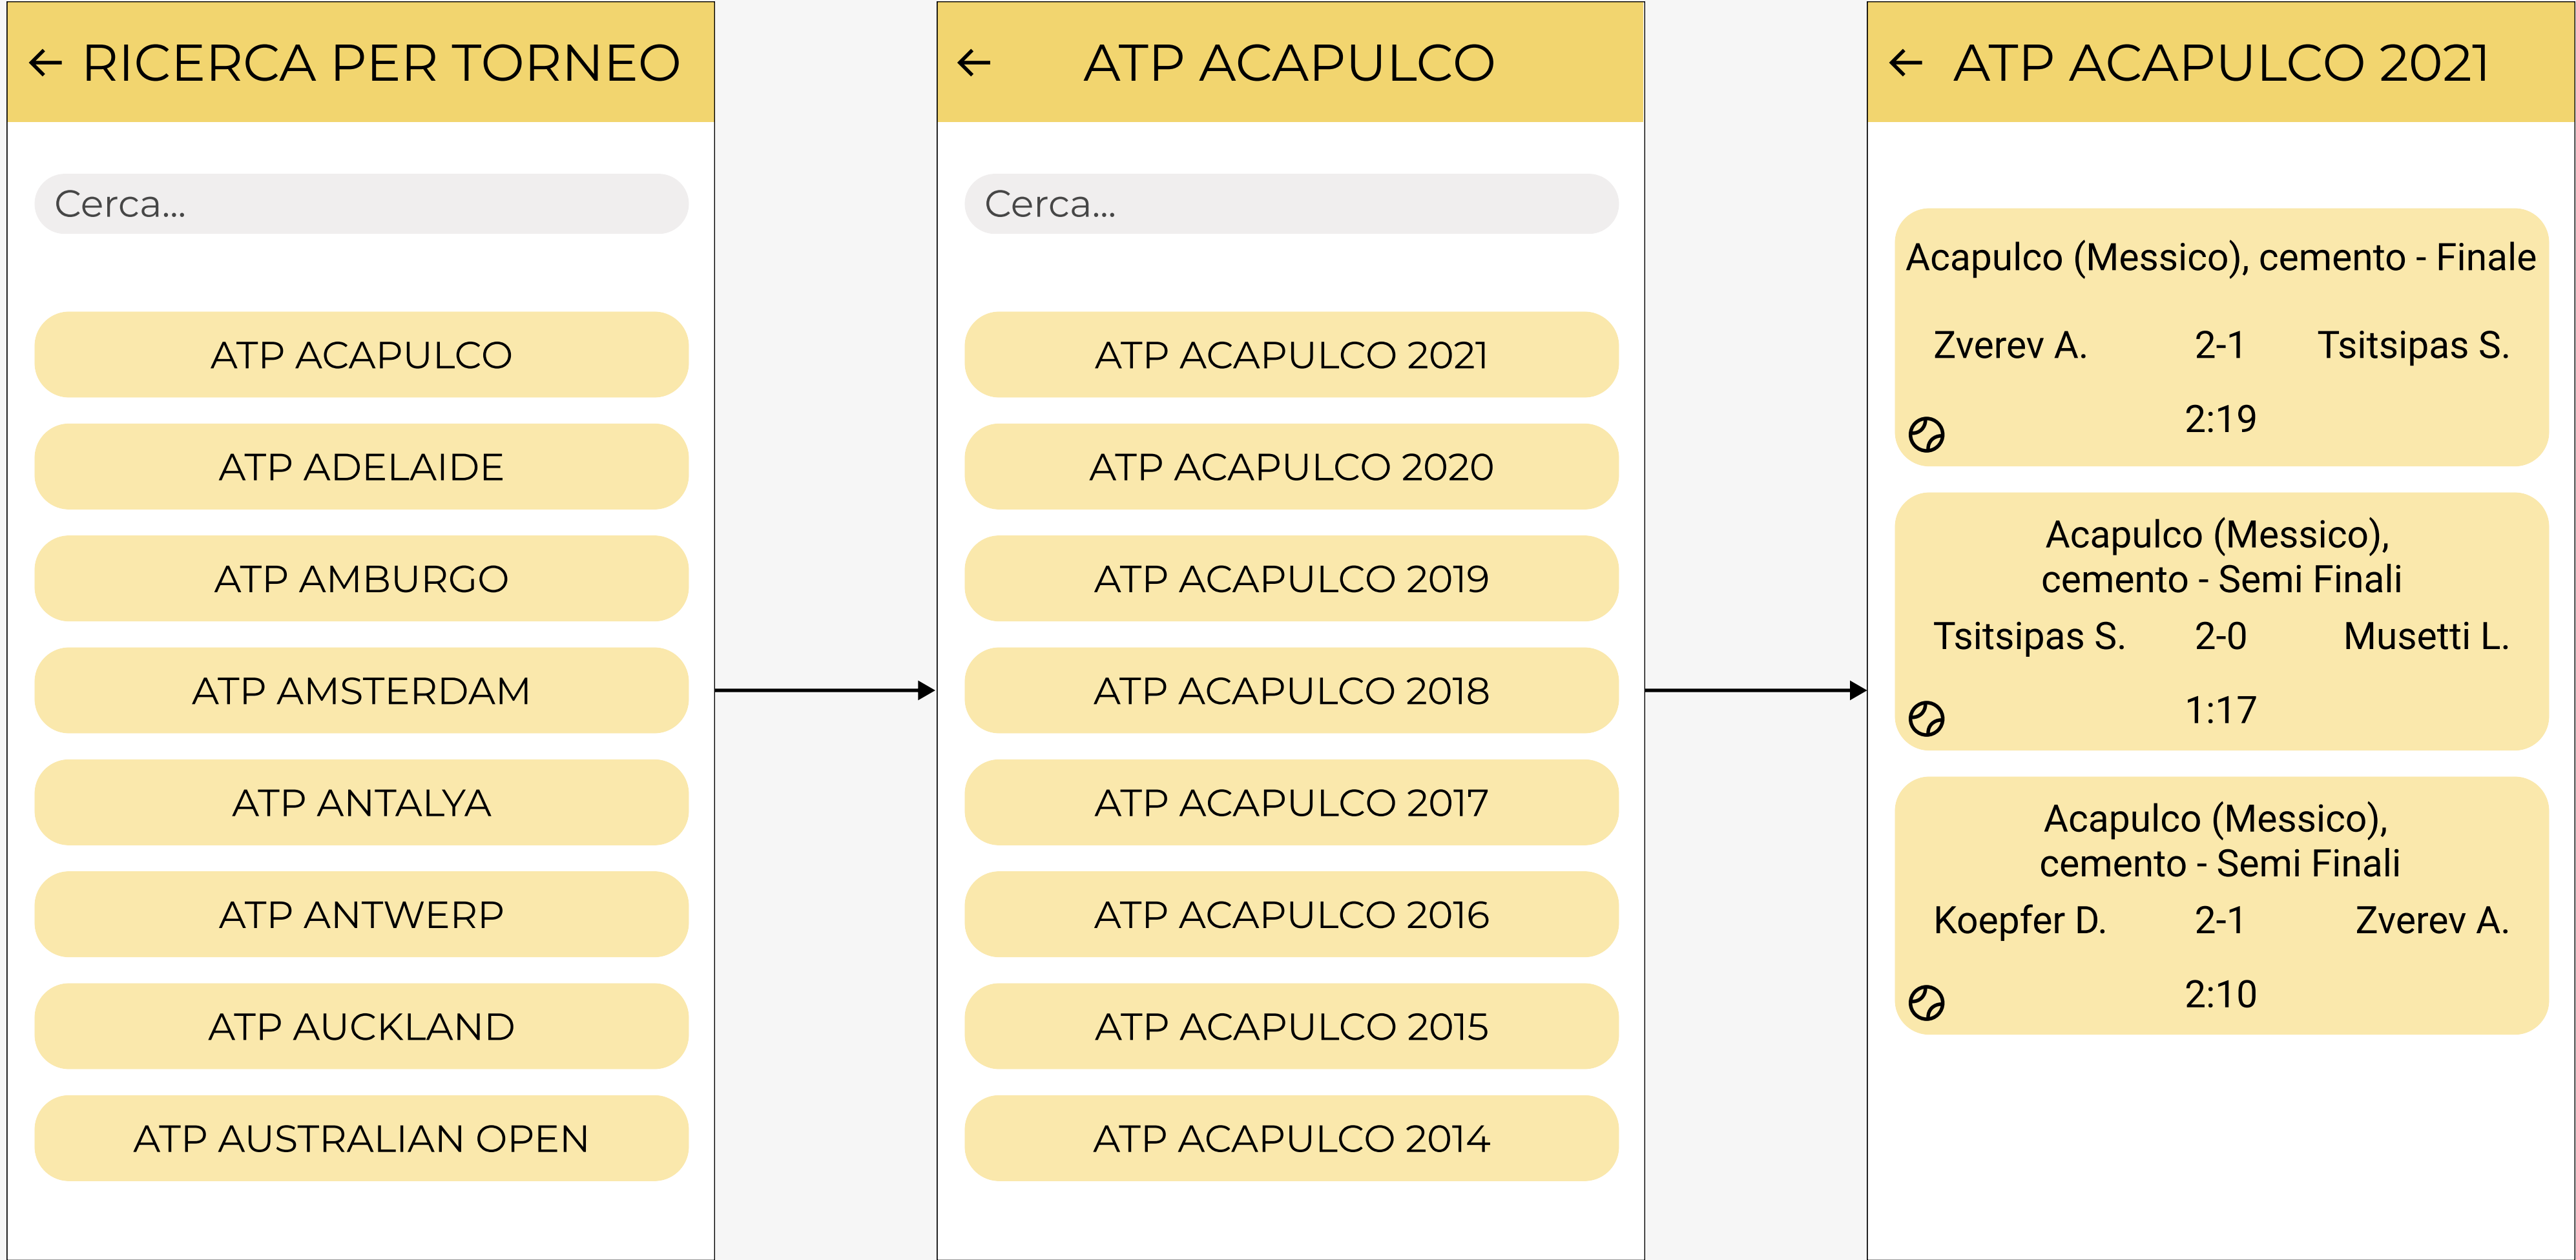 RICERCA PER TORNEO
Cerca...
ATP ACAPULCO
ATP ADELAIDE
ATP AMBURGO
ATP AMSTERDAM
ATP ANTALYA
ATP ANTWERP
ATP AUCKLAND
ATP AUSTRALIAN OPEN
ATP ACAPULCO
Cerca...
ATP ACAPULCO 2021
ATP ACAPULCO 2020
ATP ACAPULCO 2019
ATP ACAPULCO 2018
ATP ACAPULCO 2017
ATP ACAPULCO 2016
ATP ACAPULCO 2015
ATP ACAPULCO 2014
ATP ACAPULCO 2021
Acapulco (Messico), cemento - Finale
Zverev A. 2-1 Tsitsipas S.
2:19
Acapulco (Messico),
cemento - Semi Finali
Tsitsipas S. 2-0 Musetti L.
1:17
Acapulco (Messico),
cemento - Semi Finali
Koepfer D. 2-1 Zverev A.
2:10